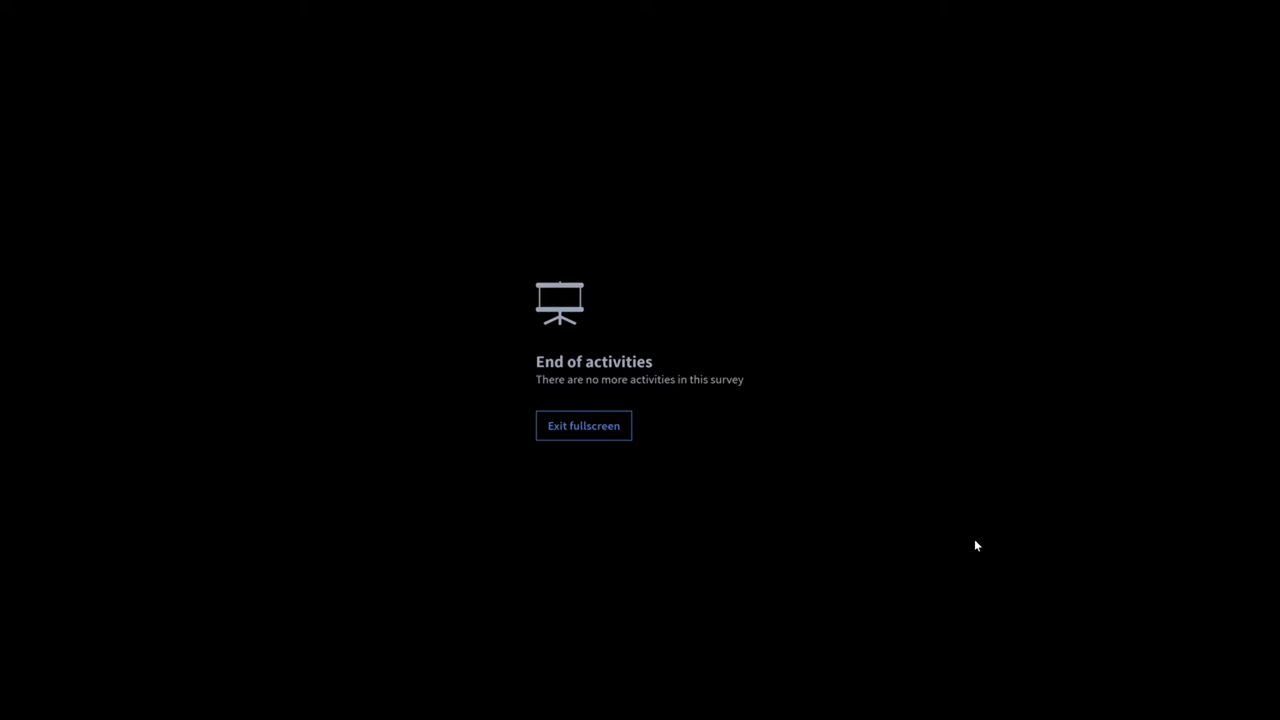 End of activities
There are no more activities in this survey
Exit fullscreen